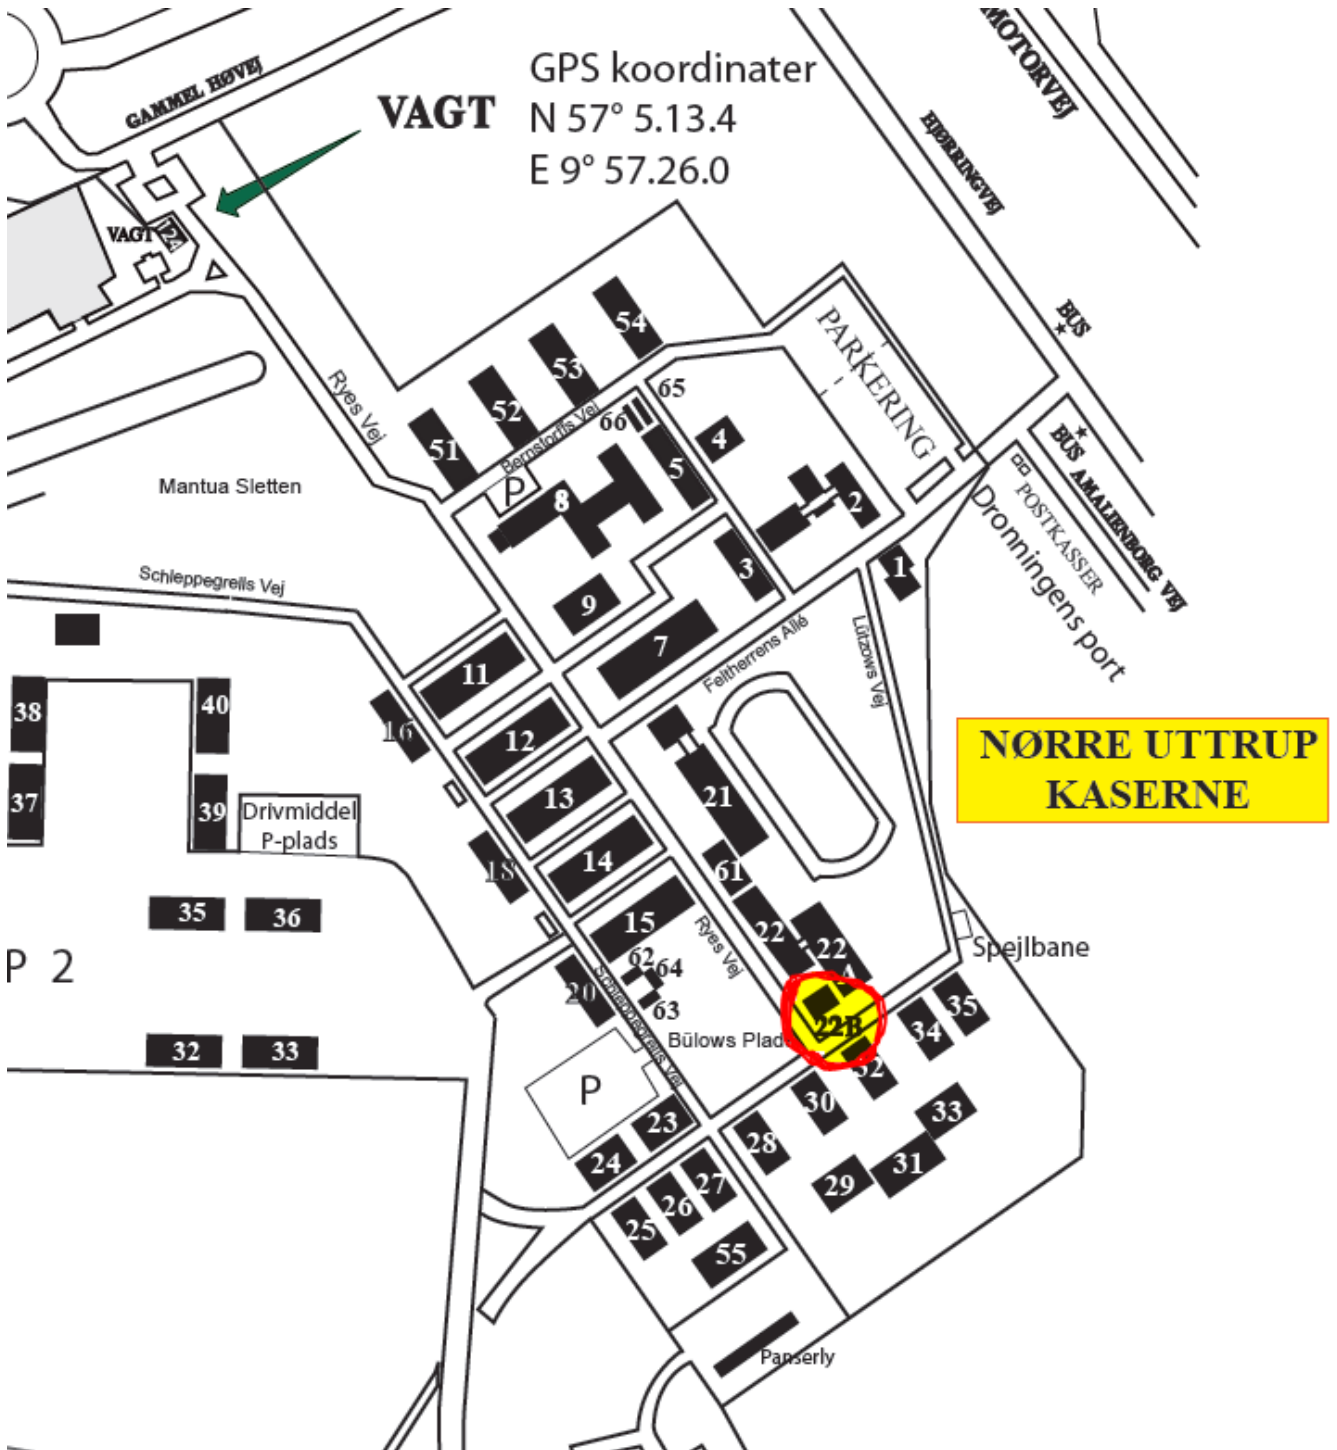 GAMMEL HØVEJ
VAGT
GPS koordinater
N 57° 5.13.4
E 9° 57.26.0
MOTORVEJ
HJØRRINGVEJ
VAGT
BUS
BUS
AMALIENBORG VEJ
POSTKASSER
Dronningens port
PARKERING
54
53
52
51
Ryes Vej
Bernstorffs Vej
65
66
4
5
P
8
2
Mantua Sletten
3
1
9
7
Schleppegrells Vej
Feltherrens Allé
Lützows Vej
11
16
12
13
14
15
18
20
38
40
37
39
Drivmiddel
P-plads
35
36
P 2
32
33
NØRRE UTTRUP
KASERNE
21
61
22
22
A
Ryes Vej
62
64
63
Schleppegrells Vej
Spejlbane
22B
Bülows Plads
35
34
32
30
33
31
29
28
P
23
24
27
26
25
55
Panserly